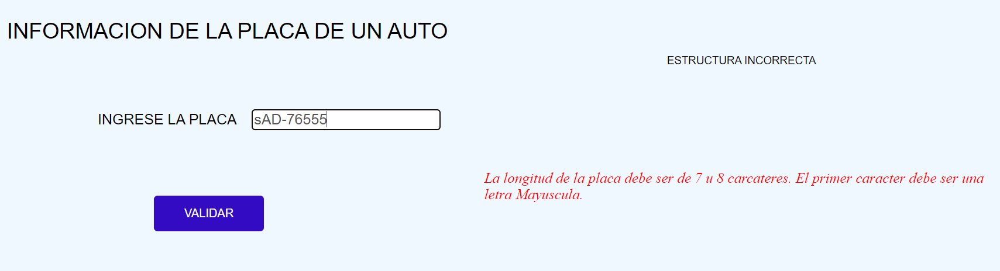 INFORMACION DE LA PLACA DE UN AUTO
ESTRUCTURA INCORRECTA
INGRESE LA PLACA sAD-76555
La longitud de la placa debe ser de 7 u 8 carcateres. El primer caracter debe ser una
letra Mayuscula.
VALIDAR